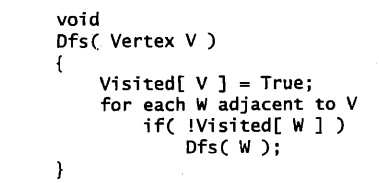 void
Dfs( Vertex V )
{
    Visited[ V ] = True;
    for each W adjacent to V
        if( !Visited[ W ] )
            Dfs( W );
}